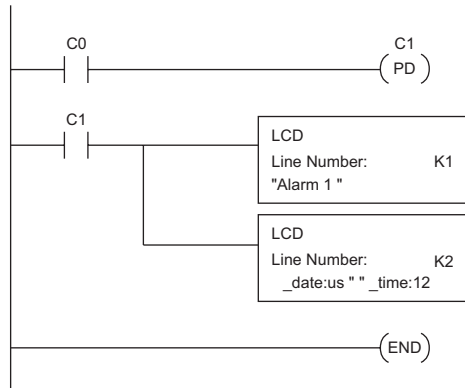 C0 C1
PD
C1
LCD
Line Number: K1
"Alarm 1 "
LCD
Line Number: K2
_date:us " " _time:12
END